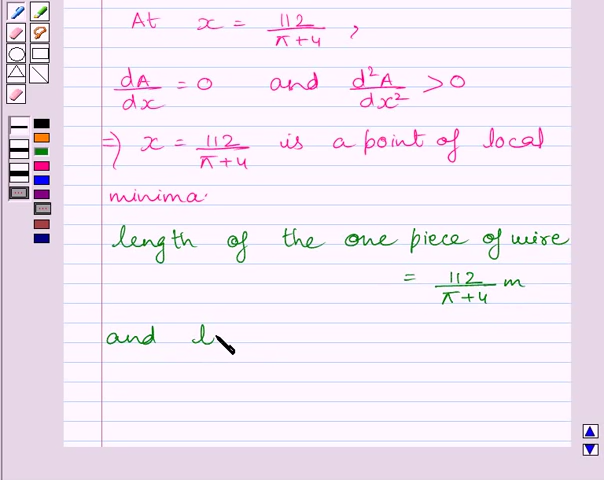 At x = 112/(π+4) ,
dA/dx = 0 and d²A/dx² > 0
=) x = 112/(π+4) is a point of local
minima.
length of the one piece of wire
= 112/(π+4) m
and l